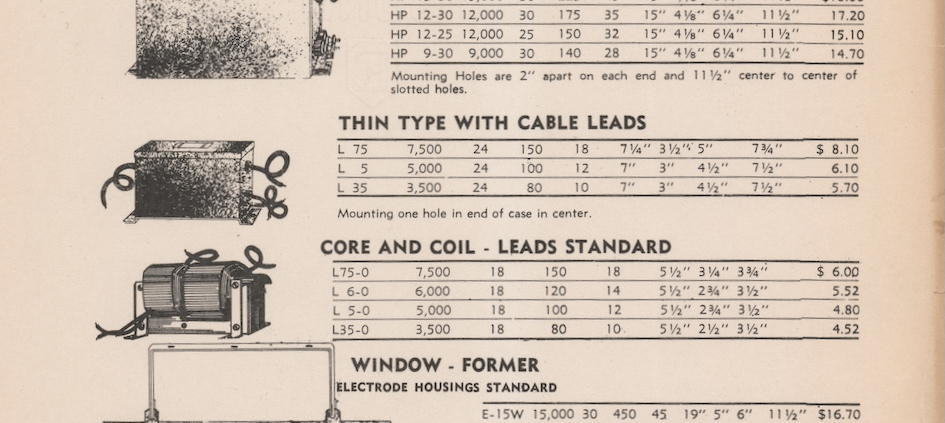 HP 12-30 12,000 30 175 35 15" 4⅛" 6¼" 11½" 17.20
HP 12-25 12,000 25 150 32 15" 4⅛" 6¼" 11½" 15.10
HP 9-30 9,000 30 140 28 15" 4⅛" 6¼" 11½" 14.70
Mounting Holes are 2" apart on each end and 11½" center to center of
slotted holes.
THIN TYPE WITH CABLE LEADS
L 75 7,500 24 150 18 7¼" 3½" 5" 7¾" $ 8.10
L 5 5,000 24 100 12 7" 3" 4½" 7½" 6.10
L 35 3,500 24 80 10 7" 3" 4½" 7½" 5.70
Mounting one hole in end of case in center.
CORE AND COIL - LEADS STANDARD
L75-0 7,500 18 150 18 5½" 3¼" 3¾" $ 6.00
L 6-0 6,000 18 120 14 5½" 2¾" 3½" 5.52
L 5-0 5,000 18 100 12 5½" 2¾" 3½" 4.80
L35-0 3,500 18 80 10 5½" 2½" 3½" 4.52
WINDOW - FORMER
ELECTRODE HOUSINGS STANDARD
E-15W 15,000 30 450 45 19" 5" 6" 11½" $16.70